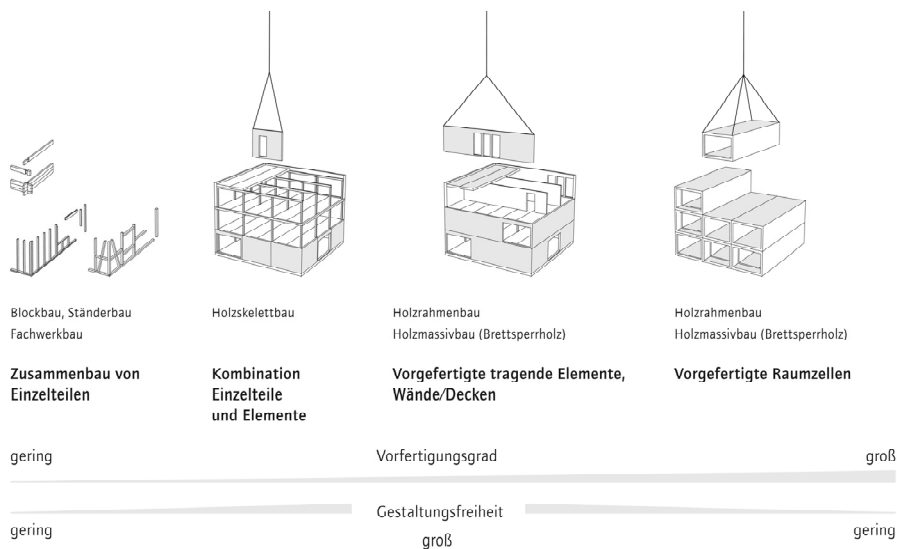 Blockbau, Ständerbau
Fachwerkbau
Zusammenbau von
Einzelteilen
Holzskelettbau
Kombination
Einzelteile
und Elemente
Holzrahmenbau
Holzmassivbau (Brettsperrholz)
Vorgefertigte tragende Elemente,
Wände/Decken
Holzrahmenbau
Holzmassivbau (Brettsperrholz)
Vorgefertigte Raumzellen
gering
Vorfertigungsgrad
groß
gering
Gestaltungsfreiheit
groß
gering